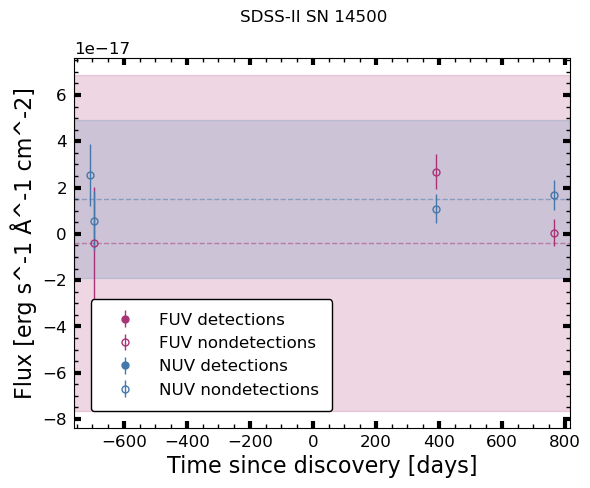 SDSS-II SN 14500
1e−17
Flux [erg s^-1 Å^-1 cm^-2]
6
4
2
0
−2
−4
−6
−8
FUV detections
FUV nondetections
NUV detections
NUV nondetections
−600 −400 −200 0 200 400 600 800
Time since discovery [days]